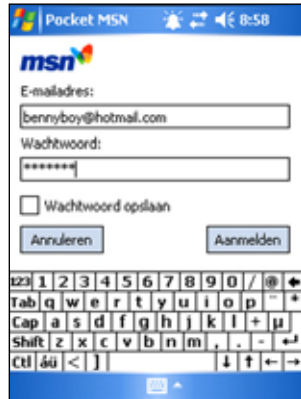 Pocket MSN 8:58
msn
E-mailadres:
bennyboy@hotmail.com
Wachtwoord:
*******
Wachtwoord opslaan
Annuleren Aanmelden
123 1 2 3 4 5 6 7 8 9 0 / @
Tab q w e r t y u i o p ¨ *
Cap a s d f g h j k l + µ
Shift z x c v b n m , . -
Ctl áü < ]